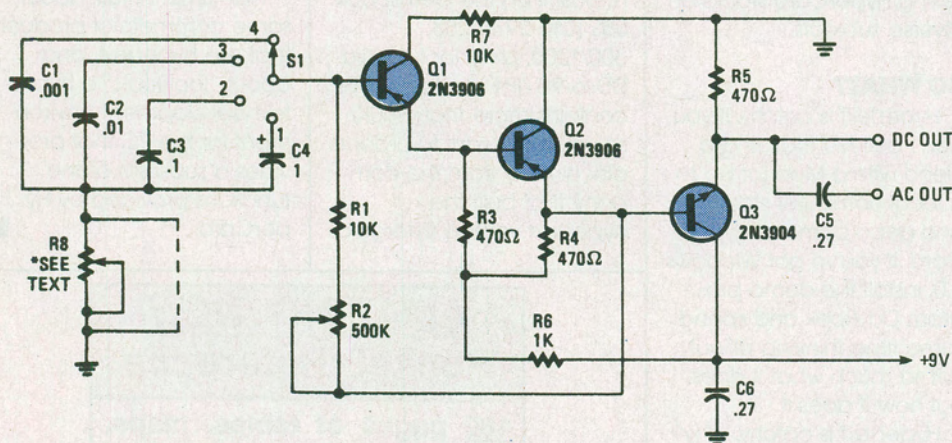 C1
.001
C2
.01
C3
.1
+
C4
1
4
3
2
1
S1
R8
*SEE
TEXT
R1
10K
R2
500K
Q1
2N3906
R7
10K
Q2
2N3906
R3
470Ω
R4
470Ω
R6
1K
R5
470Ω
Q3
2N3904
DC OUT
AC OUT
C5
.27
+9V
C6
.27